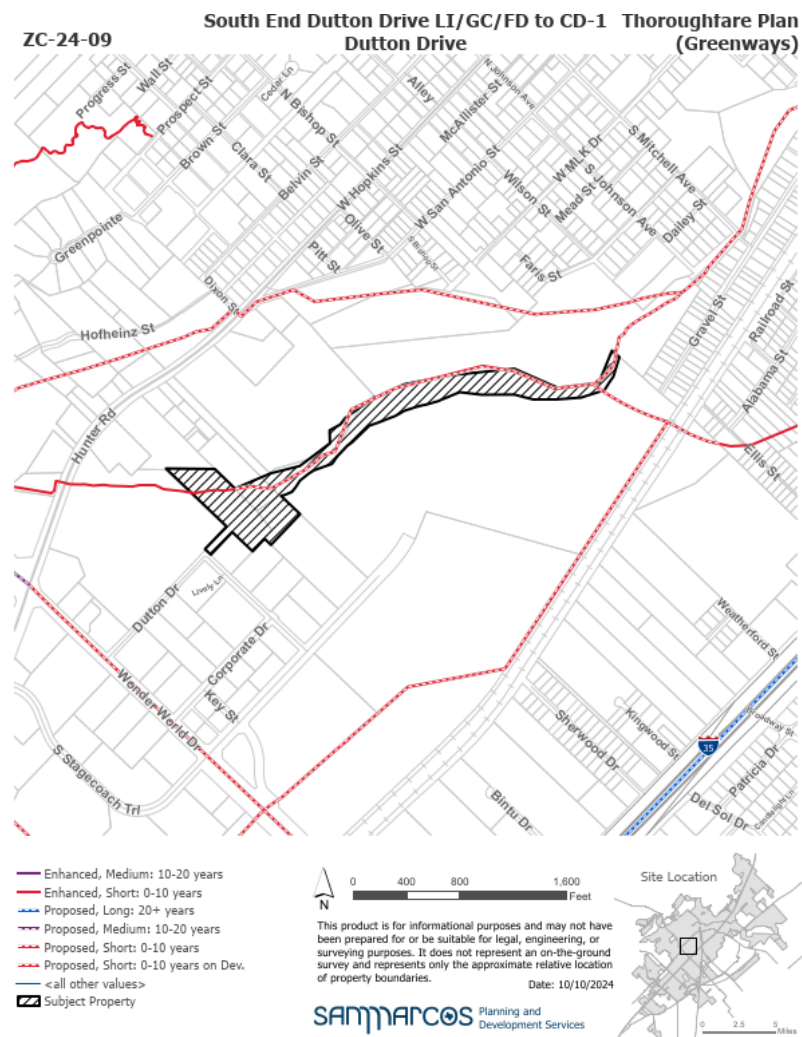 ZC-24-09
South End Dutton Drive LI/GC/FD to CD-1
Dutton Drive
Thoroughfare Plan
(Greenways)
Progress St
Wall St
Prospect St
Cedar Ln
N Bishop St
Alley
McAllister St
N Johnson Ave
Brown St
Clara St
Belvin St
W Hopkins St
W San Antonio St
Wilson St
W MLK Dr
Mead St
S Johnson Ave
S Mitchell Ave
Dailey St
Greenpointe
Olive St
Pitt St
S Bishop St
Faris St
Dixon St
Hofheinz St
Gravel St
Railroad St
Alabama St
Hunter Rd
Ellis St
Dutton Dr
Lively Ln
Corporate Dr
Key St
Wonder World Dr
S Stagecoach Trl
Weatherford St
Sherwood Dr
Kingwood St
35
Broadway St
Patricia Dr
Bintu Dr
Del Sol Dr
Candlelight Ln
Enhanced, Medium: 10-20 years
Enhanced, Short: 0-10 years
Proposed, Long: 20+ years
Proposed, Medium: 10-20 years
Proposed, Short: 0-10 years
Proposed, Short: 0-10 years on Dev.
<all other values>
Subject Property
N
0 400 800 1,600
Feet
This product is for informational purposes and may not have
been prepared for or be suitable for legal, engineering, or
surveying purposes. It does not represent an on-the-ground
survey and represents only the approximate relative location
of property boundaries.
Date: 10/10/2024
SAN MARCOS
Planning and
Development Services
Site Location
0 2.5 5
Miles